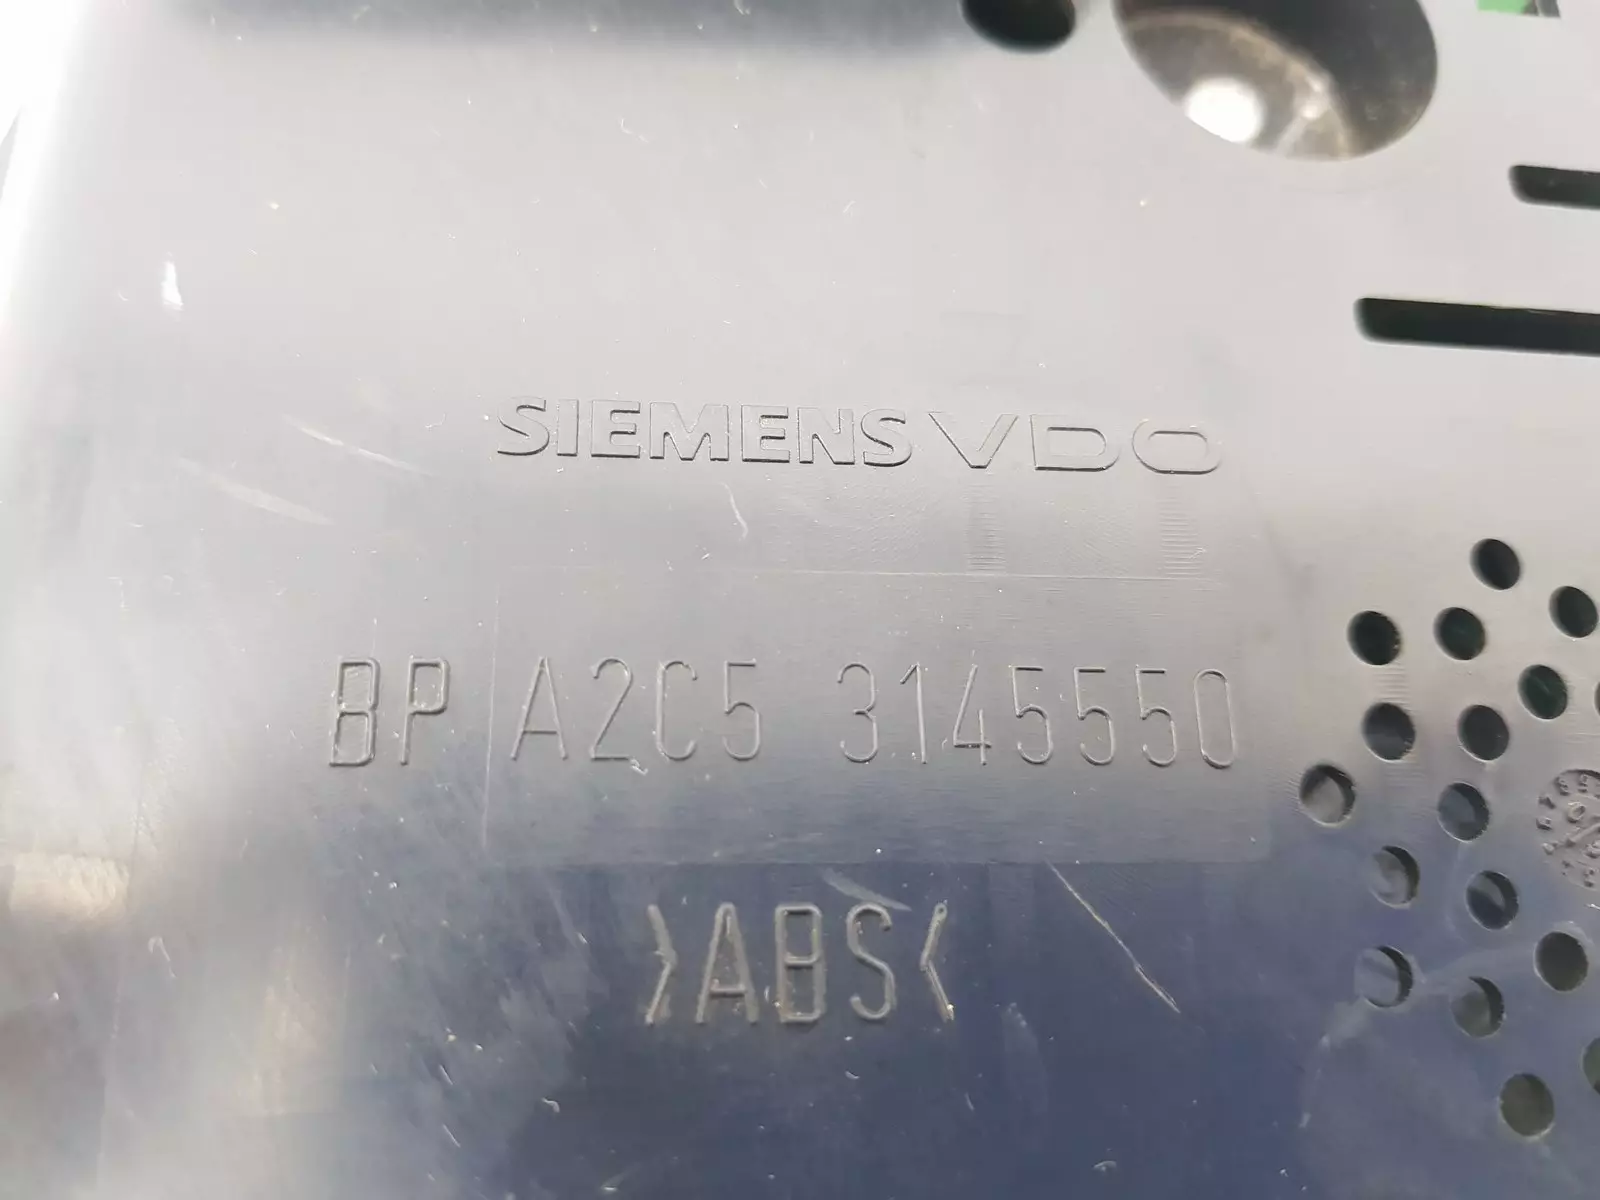 SIEMENS VDO
BP A2C5 3145550
>ABS<